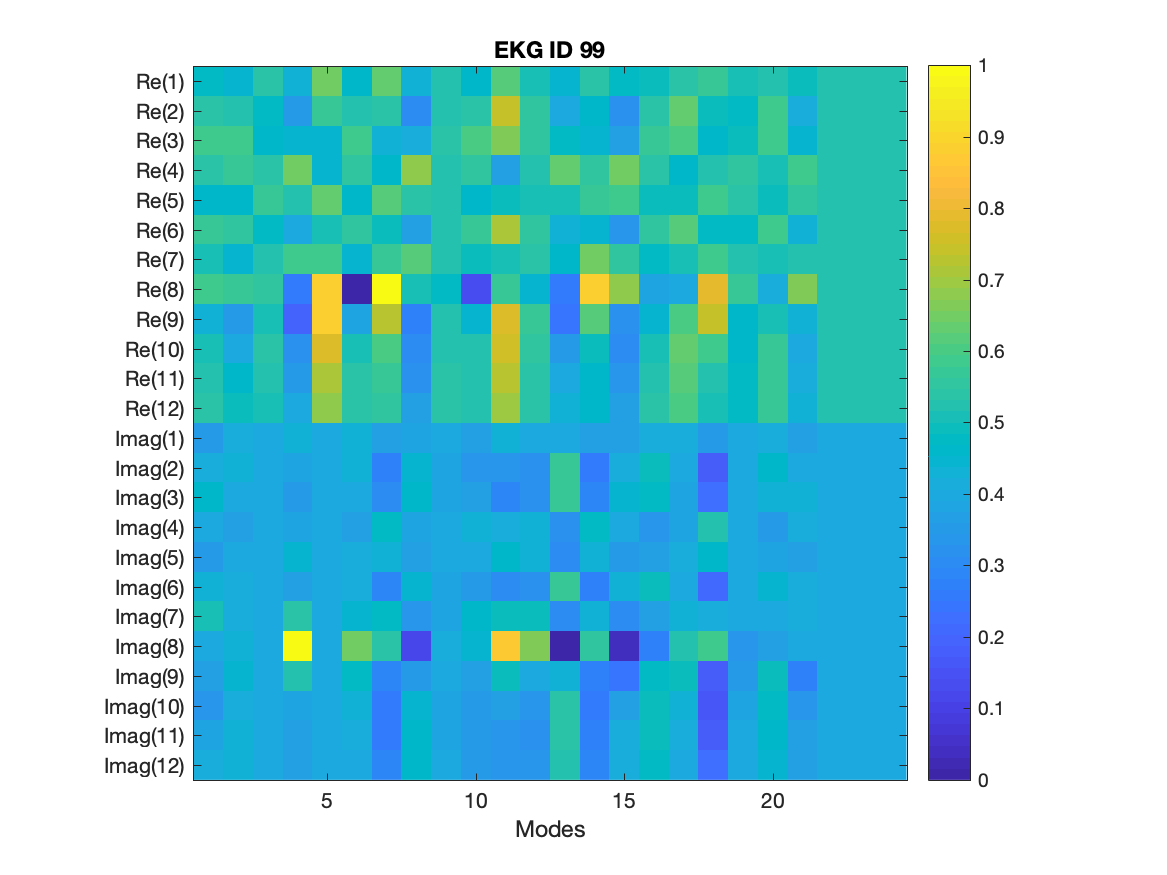 EKG ID 99
Re(1)
Re(2)
Re(3)
Re(4)
Re(5)
Re(6)
Re(7)
Re(8)
Re(9)
Re(10)
Re(11)
Re(12)
Imag(1)
Imag(2)
Imag(3)
Imag(4)
Imag(5)
Imag(6)
Imag(7)
Imag(8)
Imag(9)
Imag(10)
Imag(11)
Imag(12)
5
10
15
20
Modes
1
0.9
0.8
0.7
0.6
0.5
0.4
0.3
0.2
0.1
0